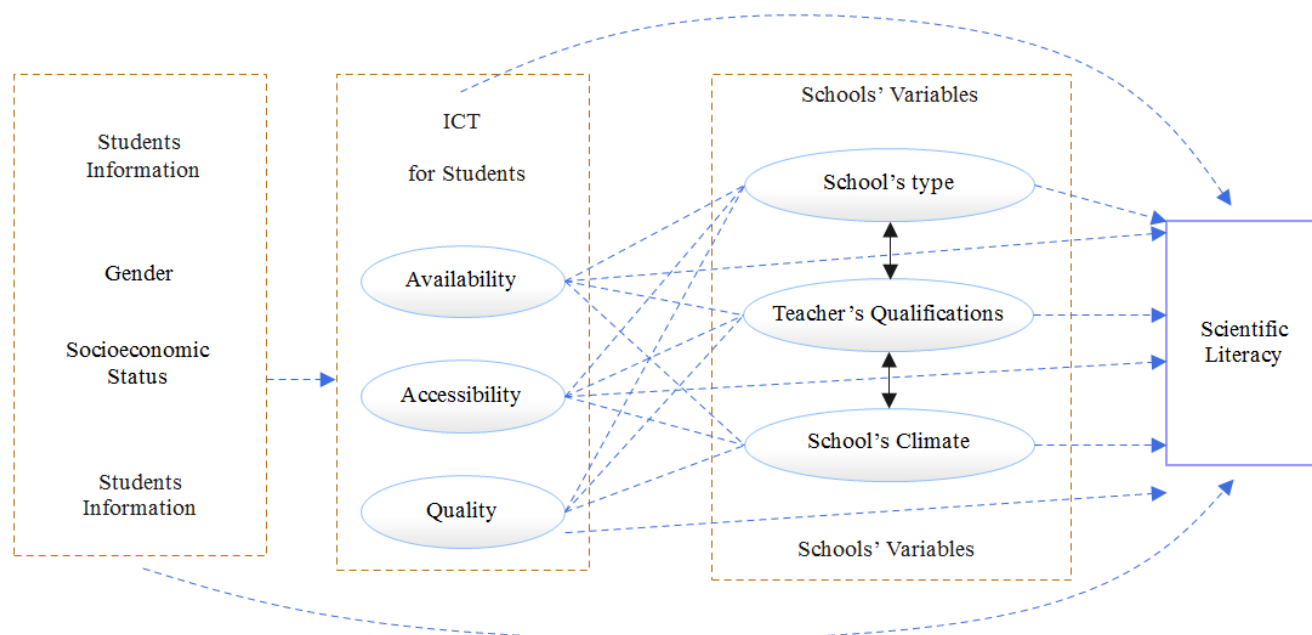 Students
Information
Gender
Socioeconomic
Status
Students
Information
ICT
for Students
Availability
Accessibility
Quality
Schools’ Variables
School’s type
Teacher’s Qualifications
School’s Climate
Schools’ Variables
Scientific
Literacy